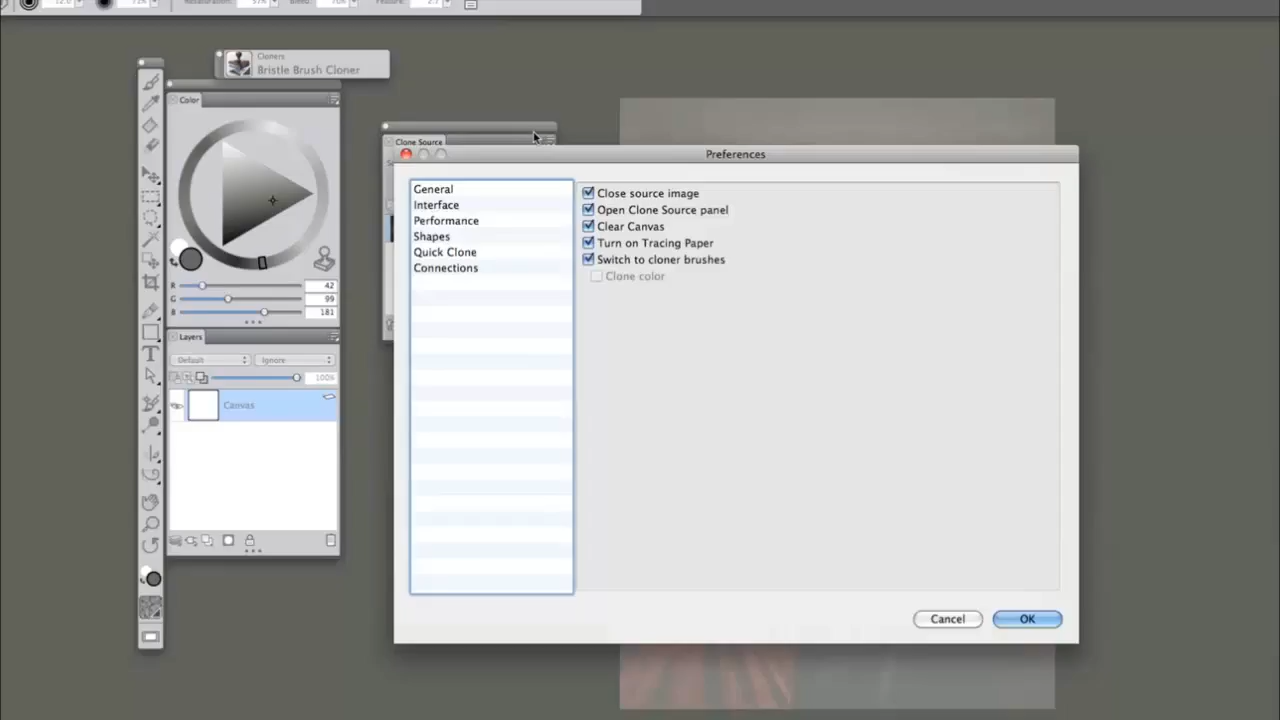 Cloners
Bristle Brush Cloner
Color
R
42
G
99
B
181
Layers
Default
Ignore
100%
Canvas
T
Clone Source
Preferences
General
Interface
Performance
Shapes
Quick Clone
Connections
Close source image
Open Clone Source panel
Clear Canvas
Turn on Tracing Paper
Switch to cloner brushes
Clone color
Cancel
OK